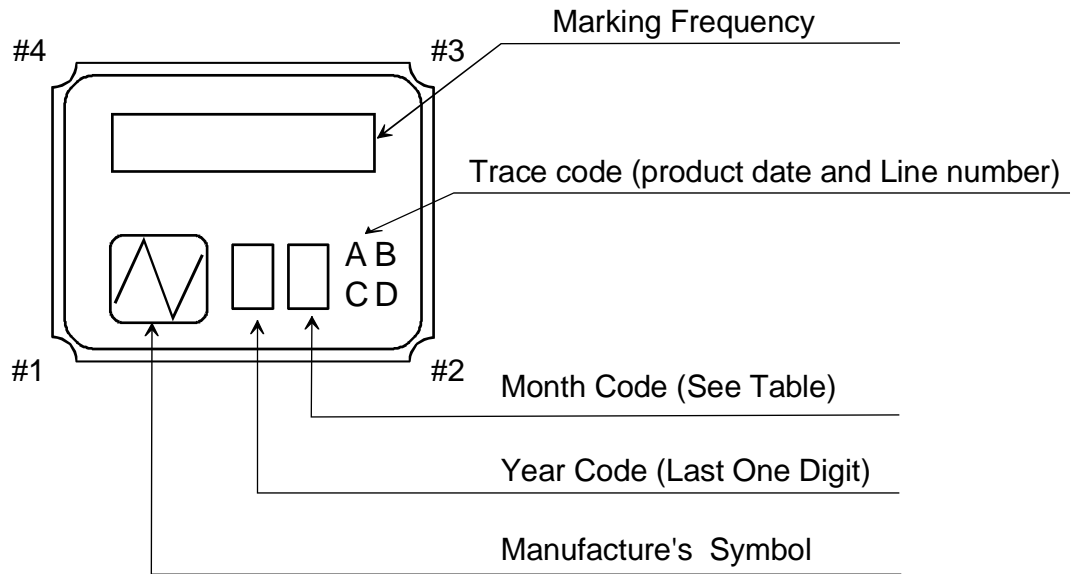 Marking Frequency
#4
#3
Trace code (product date and Line number)
A B
C D
#1
#2
Month Code (See Table)
Year Code (Last One Digit)
Manufacture's Symbol